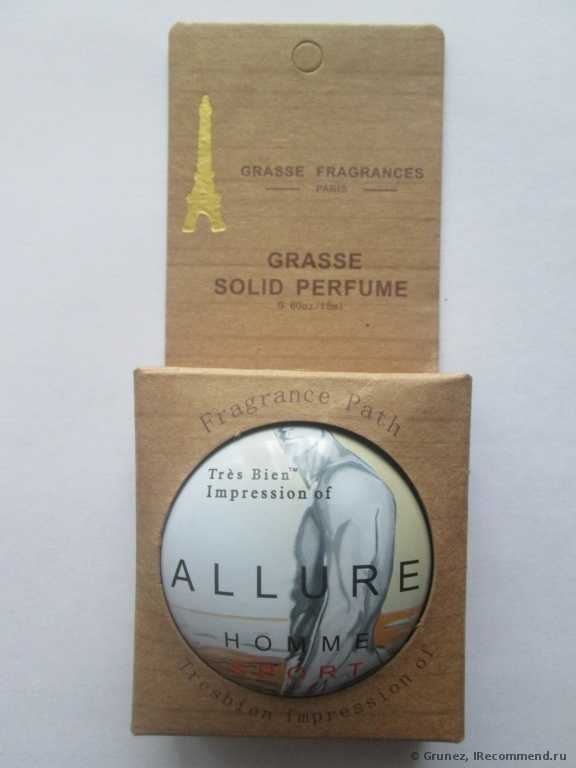 GRASSE FRAGRANCES
PARIS
GRASSE
SOLID PERFUME
0.60oz/18ml
Fragrance Path
Très Bien™
Impression of
ALLURE
HOMME
SPORT
Tresbien impression of
© Grunez, IRecommend.ru